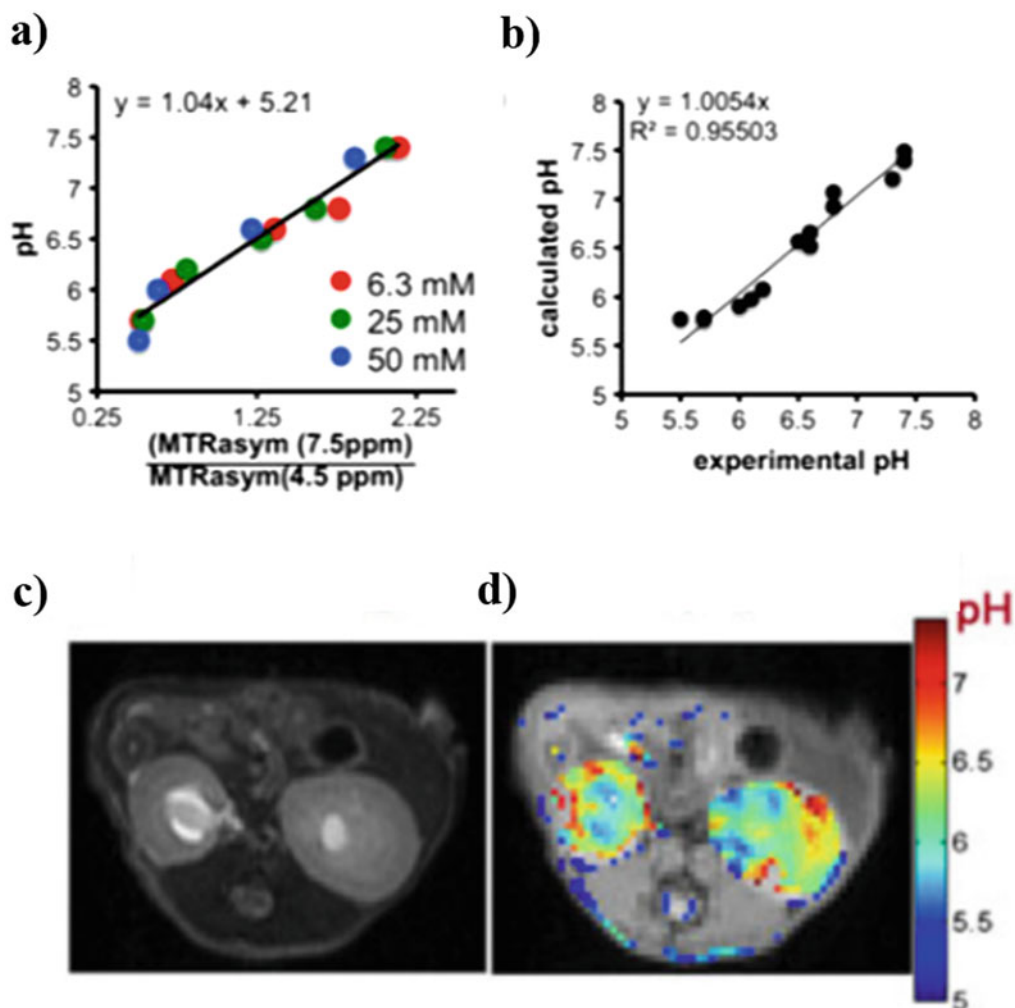 a)
y = 1.04x + 5.21
8
7.5
7
6.5
6
5.5
5
pH
6.3 mM
25 mM
50 mM
0.25 1.25 2.25
(MTRasym (7.5ppm)
MTRasym(4.5 ppm)
b)
y = 1.0054x
R² = 0.95503
8
7.5
7
6.5
6
5.5
5
calculated pH
5 5.5 6 6.5 7 7.5 8
experimental pH
c)
d)
pH
7
6.5
6
5.5
5